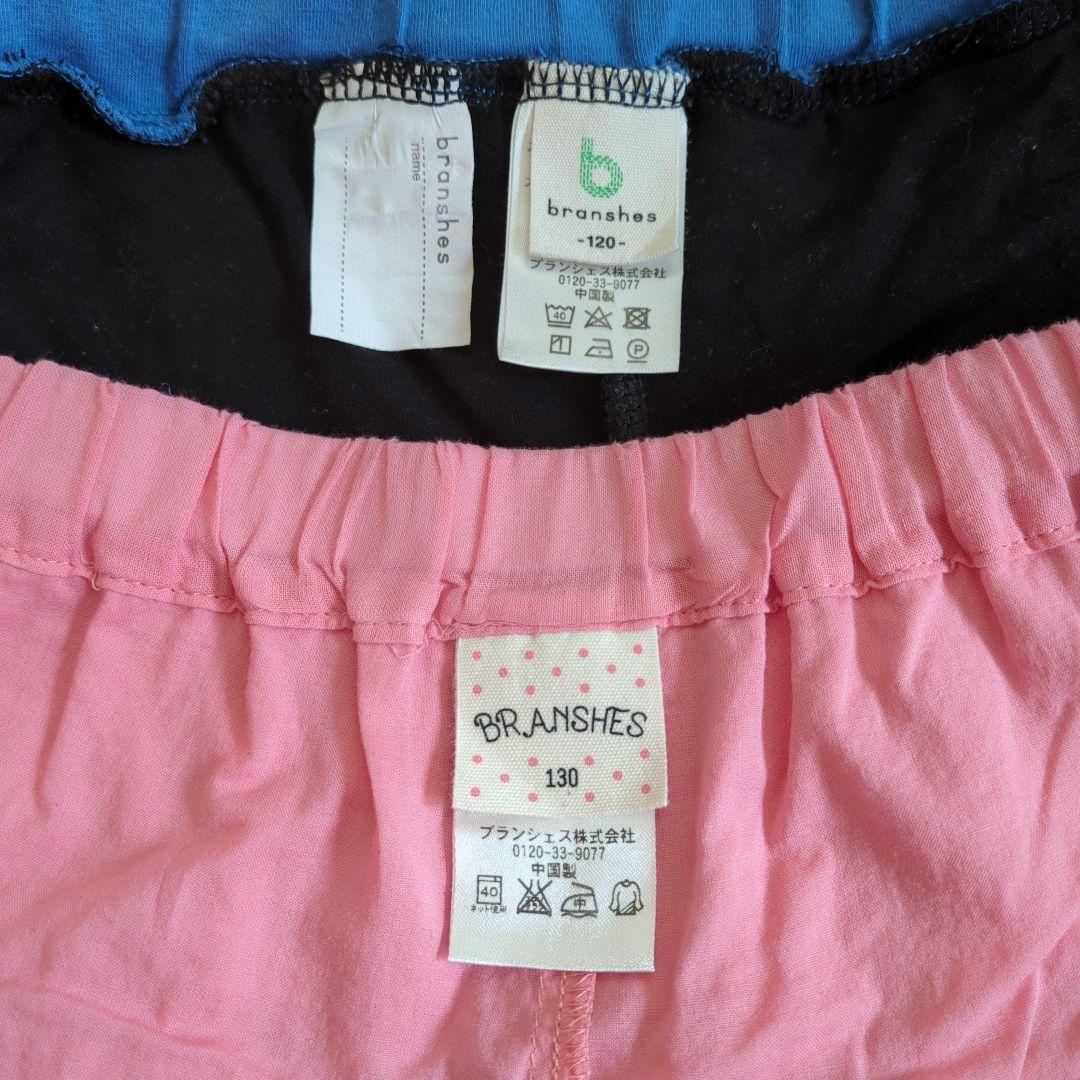 branshes
name
b
branshes
-120-
ブランシェス株式会社
0120-33-9077
中国製
40
P
BRANSHES
130
ブランシェス株式会社
0120-33-9077
中国製
40
中
ネット使用